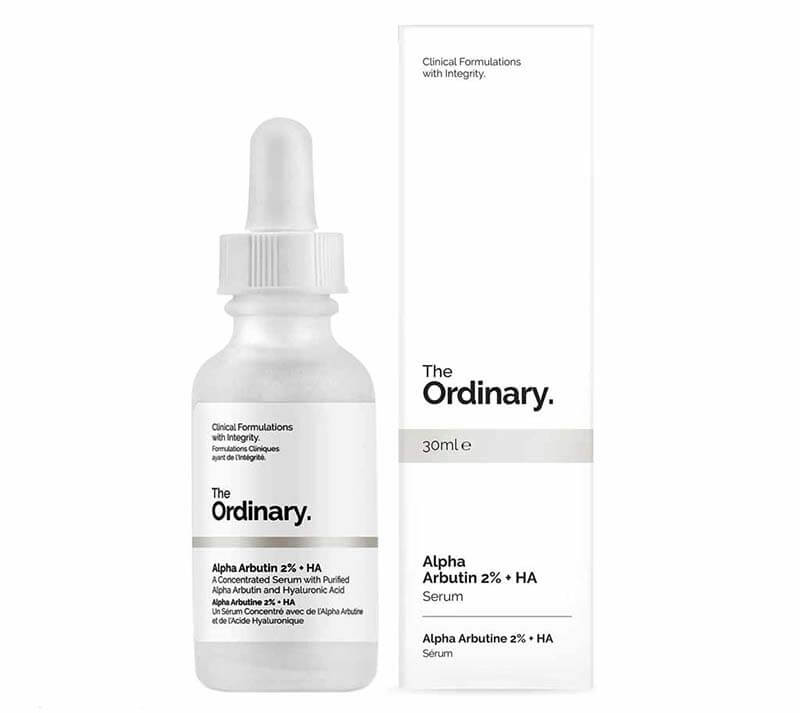 Clinical Formulations
with Integrity.
Formulations Cliniques
ayant de l'Intégrité.
The
Ordinary.
Alpha Arbutin 2% + HA
A Concentrated Serum with Purified
Alpha Arbutin and Hyaluronic Acid
Alpha Arbutine 2% + HA
Un Sérum Concentré avec de l'Alpha Arbutine
et de l'Acide Hyaluronique
Clinical Formulations
with Integrity.
The
Ordinary.
30ml e
Alpha
Arbutin 2% + HA
Serum
Alpha Arbutine 2% + HA
Sérum